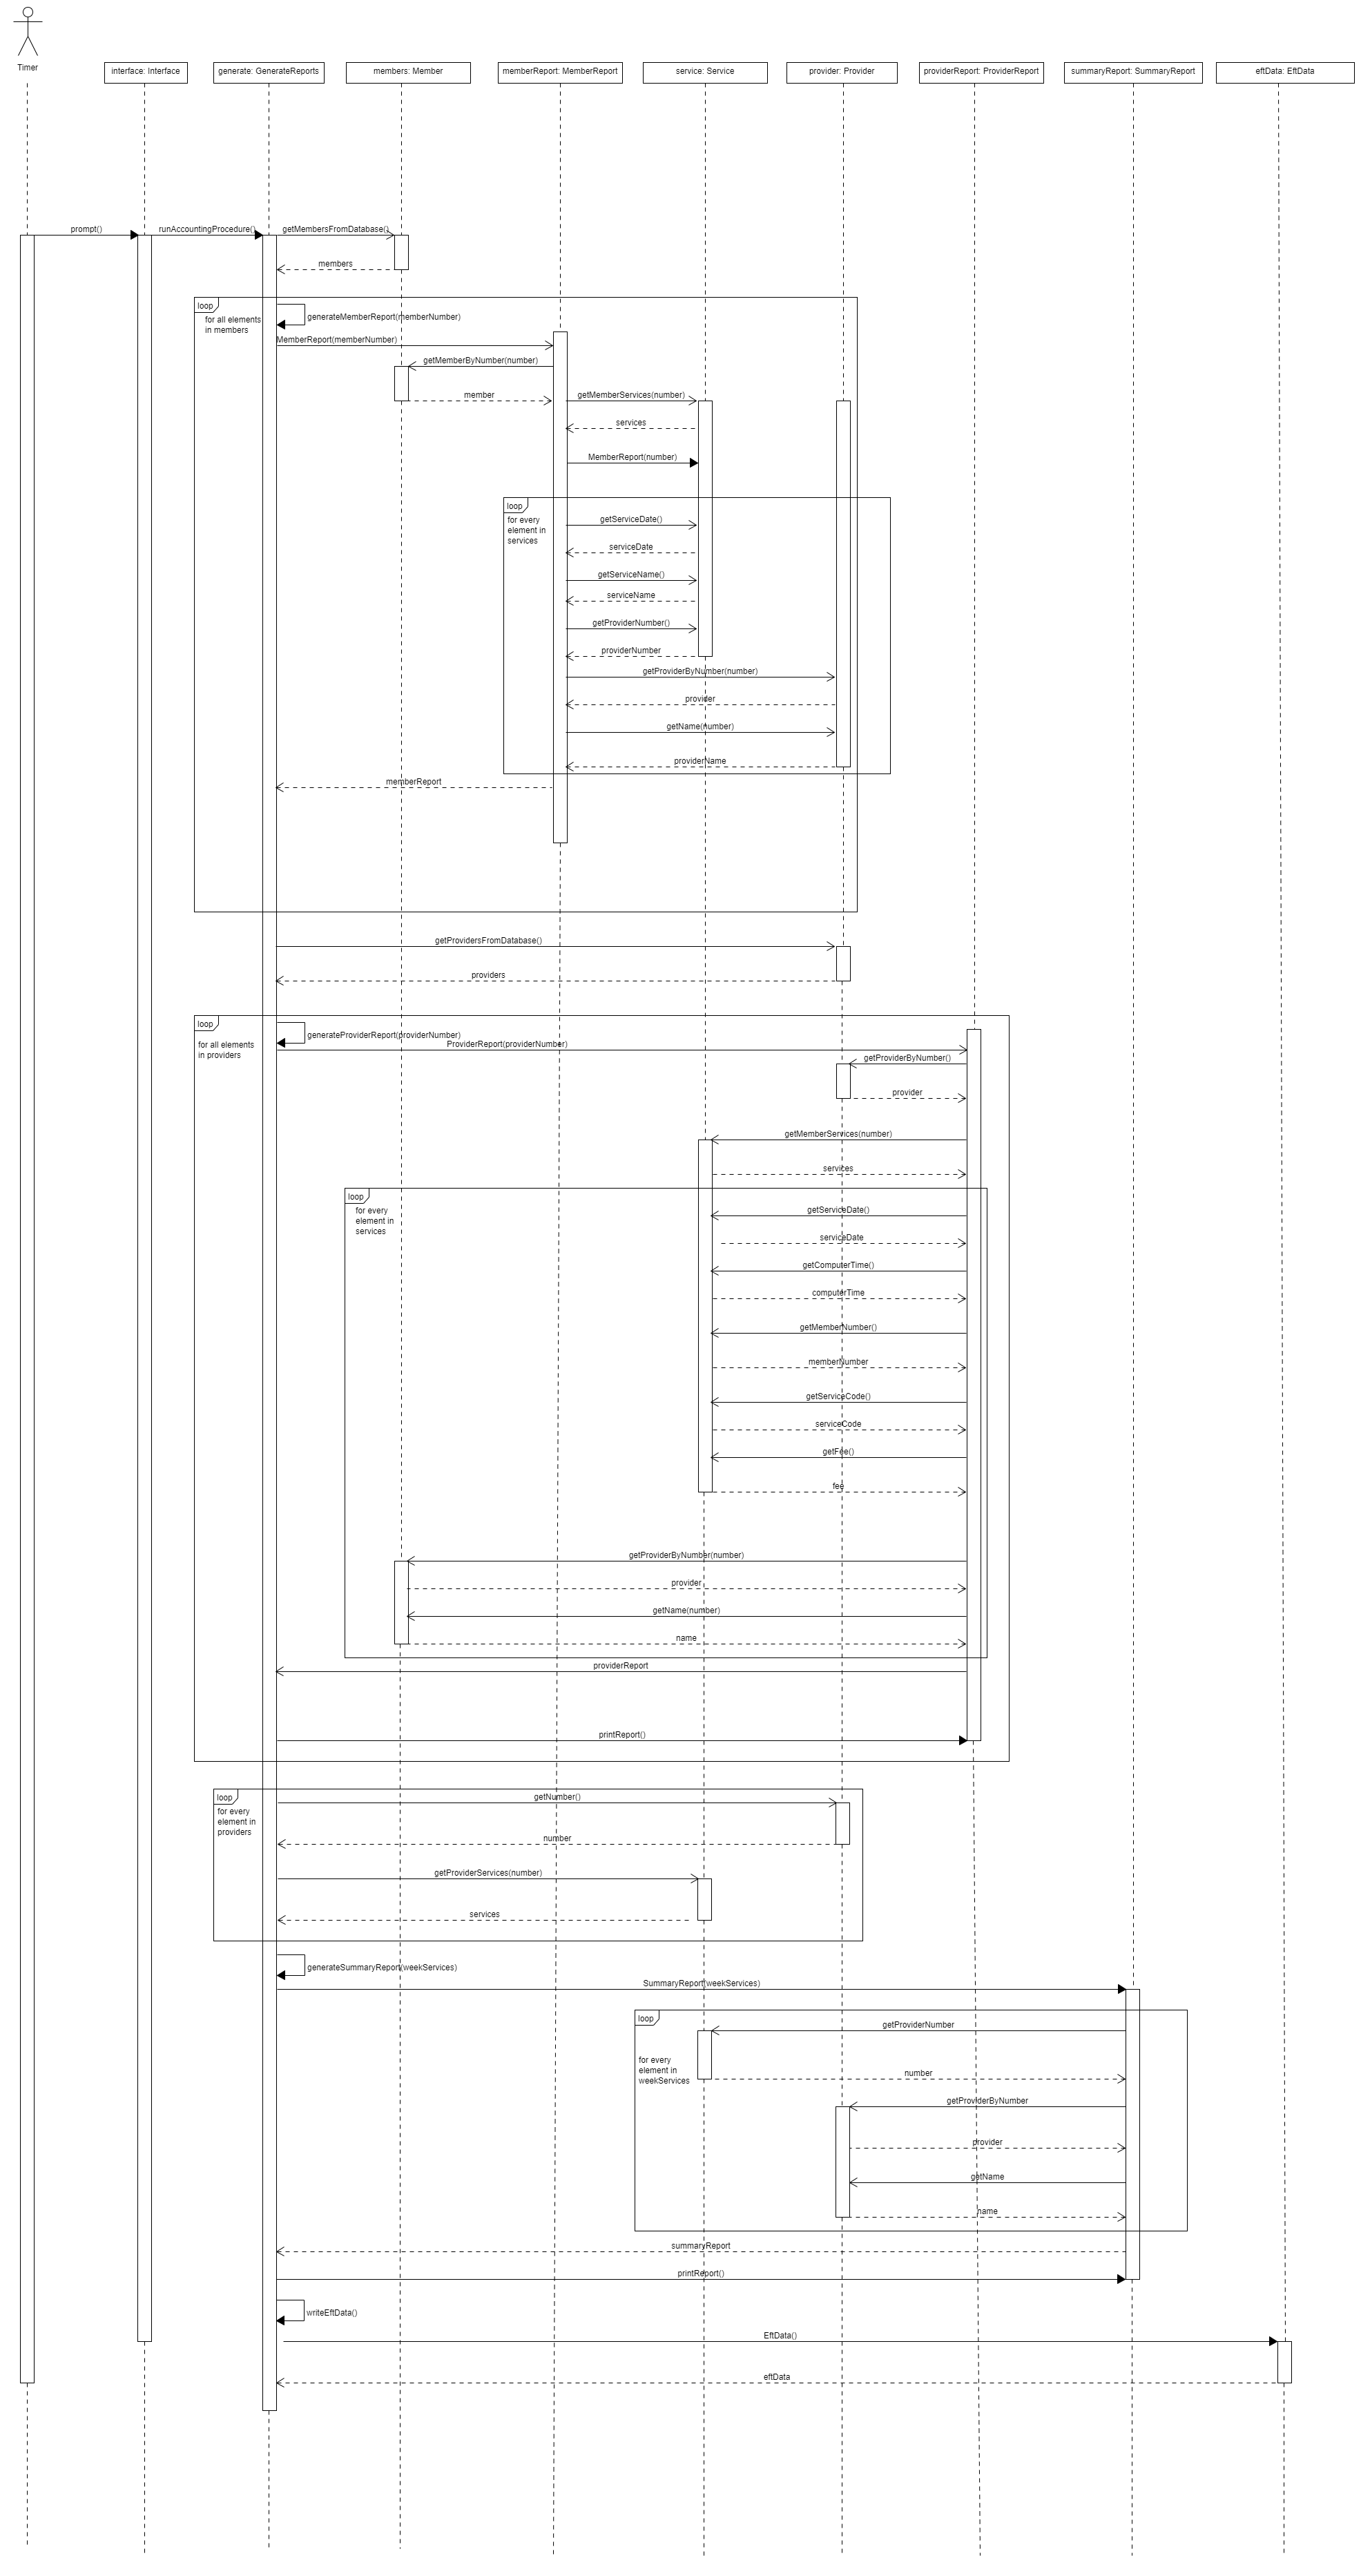 Timer
interface: Interface
generate: GenerateReports
members: Member
memberReport: MemberReport
service: Service
provider: Provider
providerReport: ProviderReport
summaryReport: SummaryReport
eftData: EftData
prompt()
runAccountingProcedure()
getMembersFromDatabase()
members
loop
for all elements
in members
generateMemberReport(memberNumber)
MemberReport(memberNumber)
getMemberByNumber(number)
member
getMemberServices(number)
services
MemberReport(number)
loop
for every
element in
services
getServiceDate()
serviceDate
getServiceName()
serviceName
getProviderNumber()
providerNumber
getProviderByNumber(number)
provider
getName(number)
providerName
memberReport
getProvidersFromDatabase()
providers
loop
for all elements
in providers
generateProviderReport(providerNumber)
ProviderReport(providerNumber)
getProviderByNumber()
provider
getMemberServices(number)
services
loop
for every
element in
services
getServiceDate()
serviceDate
getComputerTime()
computerTime
getMemberNumber()
memberNumber
getServiceCode()
serviceCode
getFee()
fee
getProviderByNumber(number)
provider
getName(number)
name
providerReport
printReport()
loop
for every
element in
providers
getNumber()
number
getProviderServices(number)
services
generateSummaryReport(weekServices)
SummaryReport(weekServices)
loop
for every
element in
weekServices
getProviderNumber
number
getProviderByNumber
provider
getName
name
summaryReport
printReport()
writeEftData()
EftData()
eftData